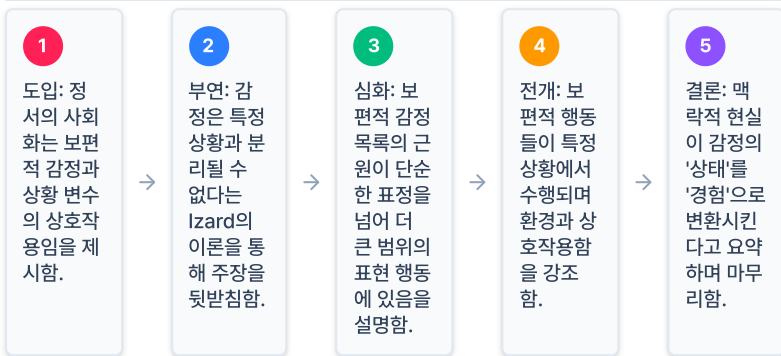 1
도입: 정
서의 사회
화는 보편
적 감정과
상황 변수
의 상호작
용임을 제
시함.
2
부연: 감
정은 특정
상황과 분
리될 수
없다는
Izard의
이론을 통
해 주장을
뒷받침함.
3
심화: 보
편적 감정
목록의 근
원이 단순
한 표정을
넘어 더
큰 범위의
표현 행동
에 있음을
설명함.
4
전개: 보
편적 행동
들이 특정
상황에서
수행되며
환경과 상
호작용함
을 강조
함.
5
결론: 맥
락적 현실
이 감정의
'상태'를
'경험'으로
변환시킨
다고 요약
하며 마무
리함.